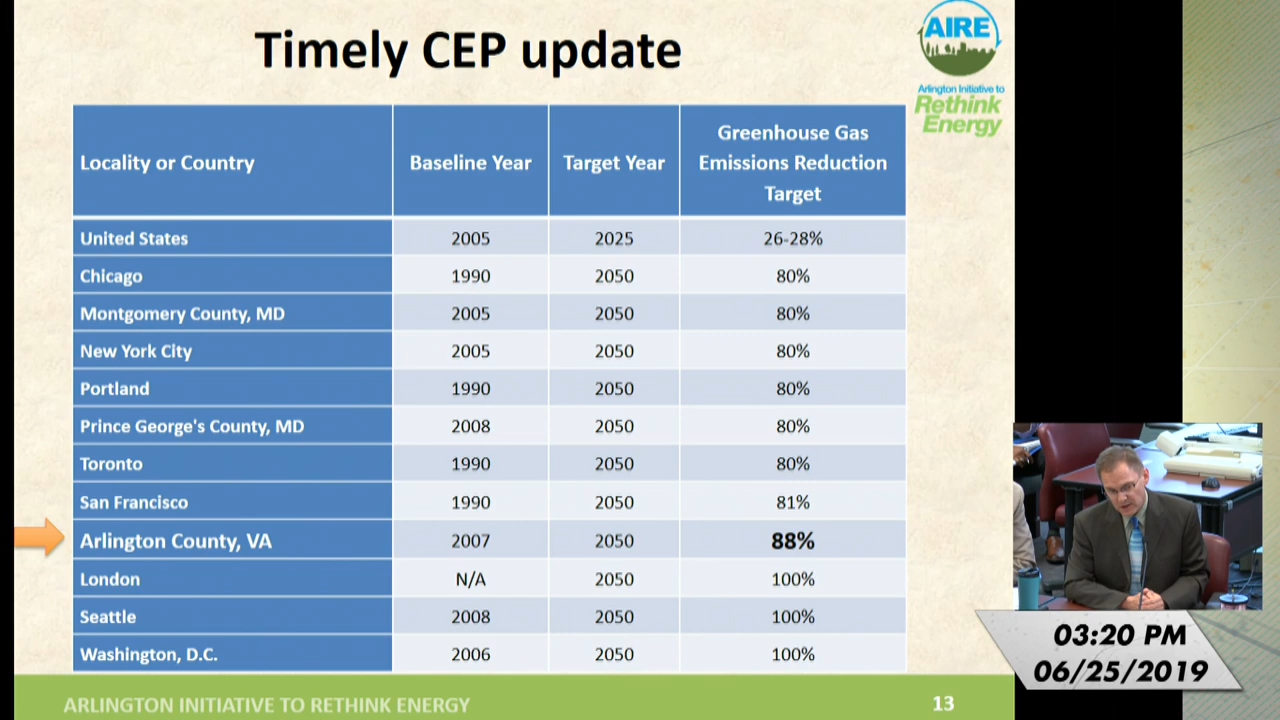 Timely CEP update
AIRE
Arlington Initiative to
Rethink
Energy
Locality or Country Baseline Year Target Year Greenhouse Gas Emissions Reduction Target
United States 2005 2025 26-28%
Chicago 1990 2050 80%
Montgomery County, MD 2005 2050 80%
New York City 2005 2050 80%
Portland 1990 2050 80%
Prince George's County, MD 2008 2050 80%
Toronto 1990 2050 80%
San Francisco 1990 2050 81%
Arlington County, VA 2007 2050 88%
London N/A 2050 100%
Seattle 2008 2050 100%
Washington, D.C. 2006 2050 100%
ARLINGTON INITIATIVE TO RETHINK ENERGY 13
03:20 PM
06/25/2019